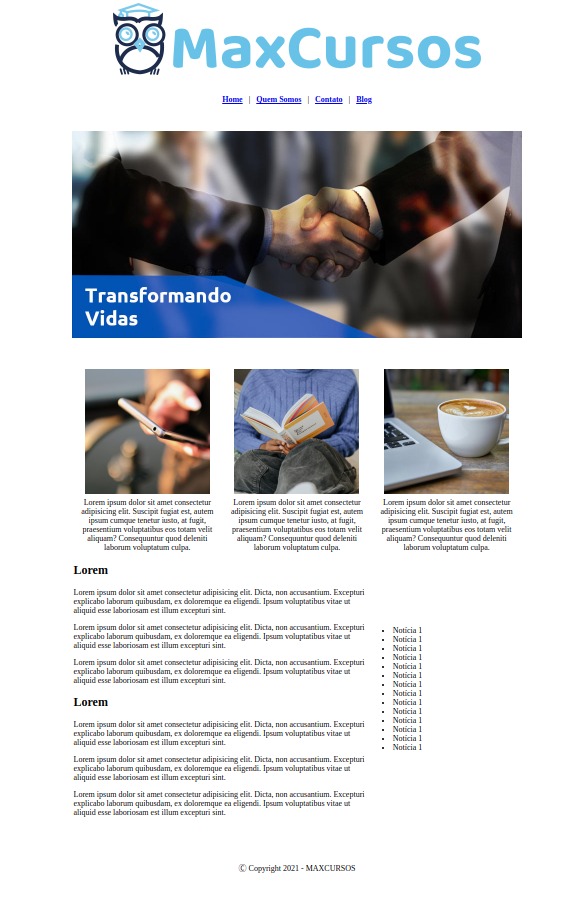 MaxCursos
Home | Quem Somos | Contato | Blog
Transformando
Vidas
Lorem ipsum dolor sit amet consectetur
adipisicing elit. Suscipit fugiat est, autem
ipsum cumque tenetur iusto, at fugit,
praesentium voluptatibus eos totam velit
aliquam? Consequuntur quod deleniti
laborum voluptatum culpa.
Lorem ipsum dolor sit amet consectetur
adipisicing elit. Suscipit fugiat est, autem
ipsum cumque tenetur iusto, at fugit,
praesentium voluptatibus eos totam velit
aliquam? Consequuntur quod deleniti
laborum voluptatum culpa.
Lorem ipsum dolor sit amet consectetur
adipisicing elit. Suscipit fugiat est, autem
ipsum cumque tenetur iusto, at fugit,
praesentium voluptatibus eos totam velit
aliquam? Consequuntur quod deleniti
laborum voluptatum culpa.
Lorem
Lorem ipsum dolor sit amet consectetur adipisicing elit. Dicta, non accusantium. Excepturi
explicabo laborum quibusdam, ex doloremque ea eligendi. Ipsum voluptatibus vitae ut
aliquid esse laboriosam est illum excepturi sint.
Lorem ipsum dolor sit amet consectetur adipisicing elit. Dicta, non accusantium. Excepturi
explicabo laborum quibusdam, ex doloremque ea eligendi. Ipsum voluptatibus vitae ut
aliquid esse laboriosam est illum excepturi sint.
Lorem ipsum dolor sit amet consectetur adipisicing elit. Dicta, non accusantium. Excepturi
explicabo laborum quibusdam, ex doloremque ea eligendi. Ipsum voluptatibus vitae ut
aliquid esse laboriosam est illum excepturi sint.
Lorem
Lorem ipsum dolor sit amet consectetur adipisicing elit. Dicta, non accusantium. Excepturi
explicabo laborum quibusdam, ex doloremque ea eligendi. Ipsum voluptatibus vitae ut
aliquid esse laboriosam est illum excepturi sint.
Lorem ipsum dolor sit amet consectetur adipisicing elit. Dicta, non accusantium. Excepturi
explicabo laborum quibusdam, ex doloremque ea eligendi. Ipsum voluptatibus vitae ut
aliquid esse laboriosam est illum excepturi sint.
Lorem ipsum dolor sit amet consectetur adipisicing elit. Dicta, non accusantium. Excepturi
explicabo laborum quibusdam, ex doloremque ea eligendi. Ipsum voluptatibus vitae ut
aliquid esse laboriosam est illum excepturi sint.
Notícia 1
Notícia 1
Notícia 1
Notícia 1
Notícia 1
Notícia 1
Notícia 1
Notícia 1
Notícia 1
Notícia 1
Notícia 1
Notícia 1
Notícia 1
Notícia 1
Ⓒ Copyright 2021 - MAXCURSOS